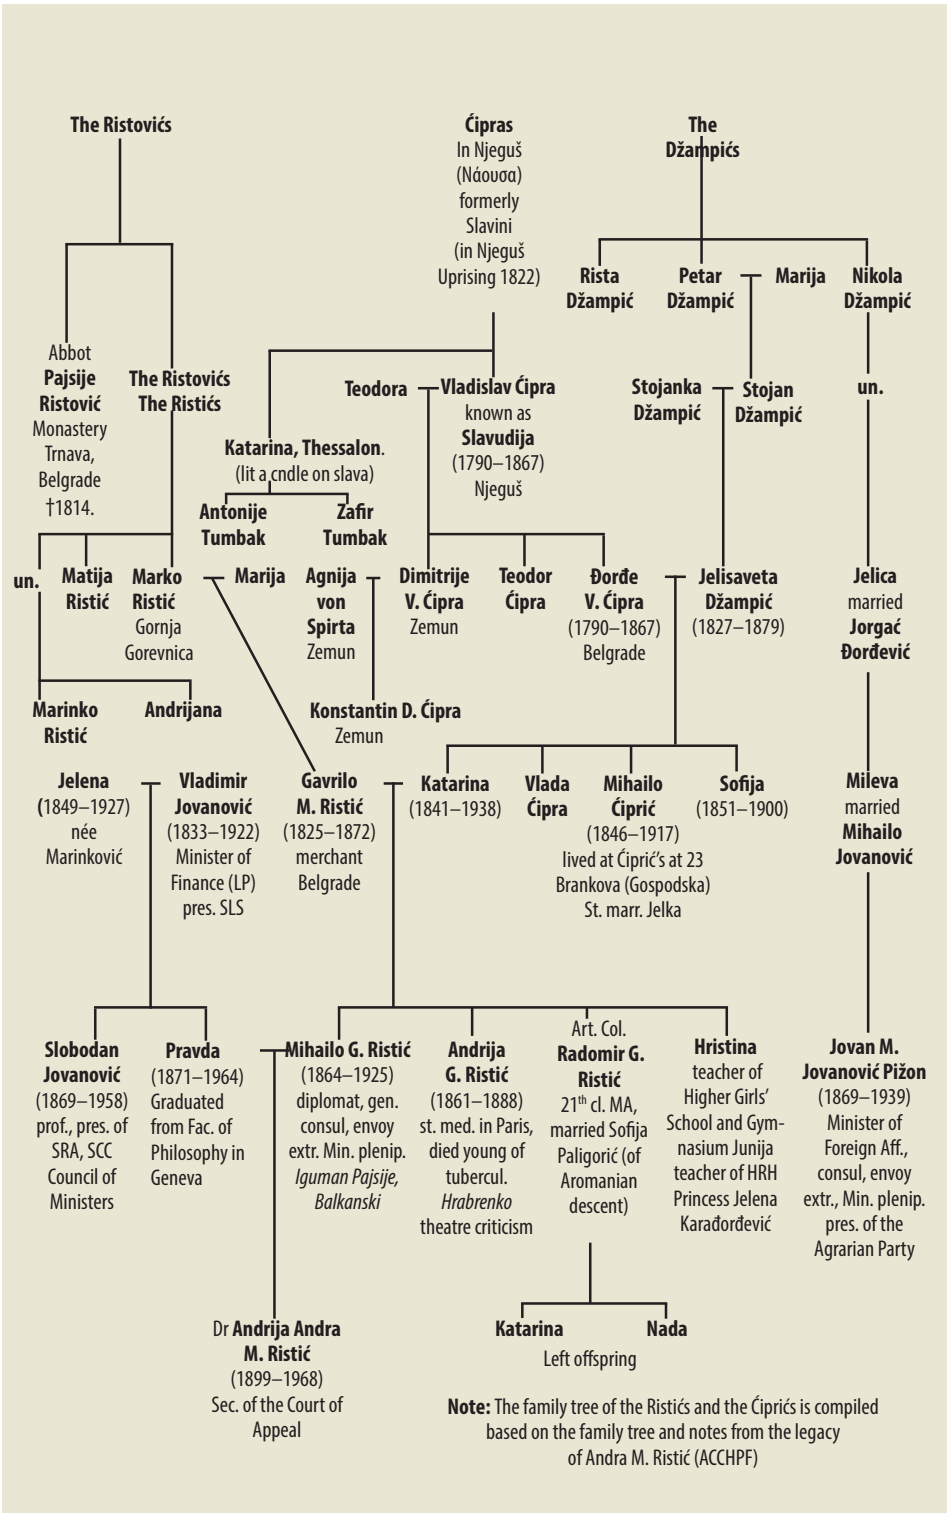 The Ristovićs
Ćipras
In Njeguš
(Νάουσα)
formerly
Slavini
(in Njeguš
Uprising 1822)
The
Džampićs
Rista
Džampić
Petar
Džampić
Marija
Nikola
Džampić
Abbot
Pajsije
Ristović
Monastery
Trnava,
Belgrade
†1814.
The Ristovićs
The Ristićs
Teodora
Vladislav Ćipra
known as
Slavudija
(1790–1867)
Njeguš
Stojanka
Džampić
Stojan
Džampić
un.
Katarina, Thessalon.
(lit a cndle on slava)
Antonije
Tumbak
Zafir
Tumbak
un.
Matija
Ristić
Marko
Ristić
Gornja
Gorevnica
Marija
Agnija
von
Spirta
Zemun
Dimitrije
V. Ćipra
Zemun
Teodor
Ćipra
Đorđe
V. Ćipra
(1790–1867)
Belgrade
Jelisaveta
Džampić
(1827–1879)
Jelica
married
Jorgać
Đorđević
Marinko
Ristić
Andrijana
Konstantin D. Ćipra
Zemun
Jelena
(1849–1927)
née
Marinković
Vladimir
Jovanović
(1833–1922)
Minister of
Finance (LP)
pres. SLS
Gavrilo
M. Ristić
(1825–1872)
merchant
Belgrade
Katarina
(1841–1938)
Vlada
Ćipra
Mihailo
Ćiprić
(1846–1917)
lived at Ćiprić's at 23
Brankova (Gospodska)
St. marr. Jelka
Sofija
(1851–1900)
Mileva
married
Mihailo
Jovanović
Slobodan
Jovanović
(1869–1958)
prof., pres. of
SRA, SCC
Council of
Ministers
Pravda
(1871–1964)
Graduated
from Fac. of
Philosophy in
Geneva
Mihailo G. Ristić
(1864–1925)
diplomat, gen.
consul, envoy
extr. Min. plenip.
Iguman Pajsije,
Balkanski
Andrija
G. Ristić
(1861–1888)
st. med. in Paris,
died young of
tubercul.
Hrabrenko
theatre criticism
Art. Col.
Radomir G.
Ristić
21th cl. MA,
married Sofija
Paligorić (of
Aromanian
descent)
Hristina
teacher of
Higher Girls'
School and Gym-
nasium Junija
teacher of HRH
Princess Jelena
Karađorđević
Jovan M.
Jovanović Pižon
(1869–1939)
Minister of
Foreign Aff.,
consul, envoy
extr., Min. plenip.
pres. of the
Agrarian Party
Dr Andrija Andra
M. Ristić
(1899–1968)
Sec. of the Court of
Appeal
Katarina
Nada
Left offspring
Note: The family tree of the Ristićs and the Ćiprićs is compiled
based on the family tree and notes from the legacy
of Andra M. Ristić (ACCHPF)